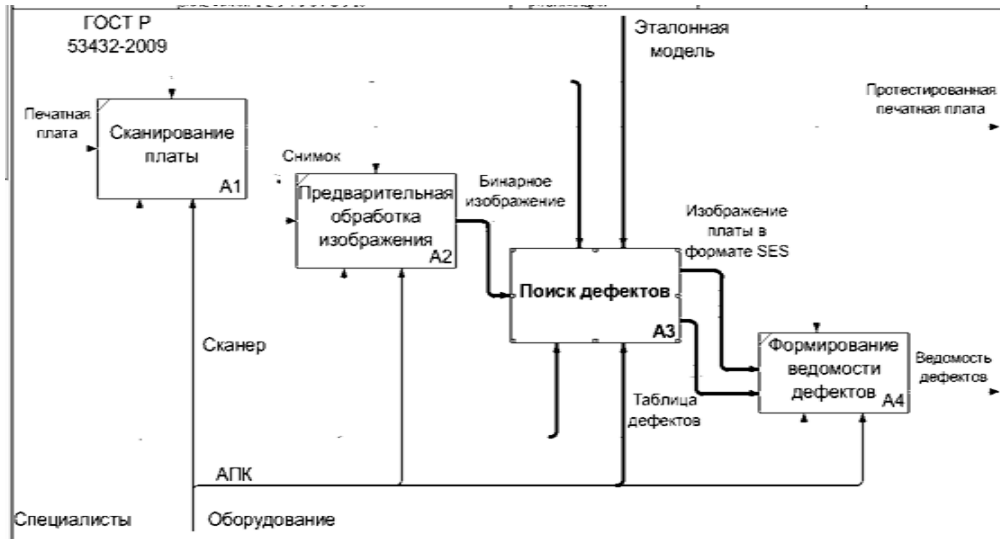 ГОСТ Р
53432-2009
Эталонная
модель
Протестированная
печатная плата
Печатная
плата
Сканирование
платы
A1
Снимок
Предварительная
обработка
изображения
A2
Бинарное
изображение
Изображение
платы в
формате SES
Поиск дефектов
A3
Сканер
Формирование
ведомости
дефектов
A4
Ведомость
дефектов
Таблица
дефектов
АПК
Специалисты
Оборудование